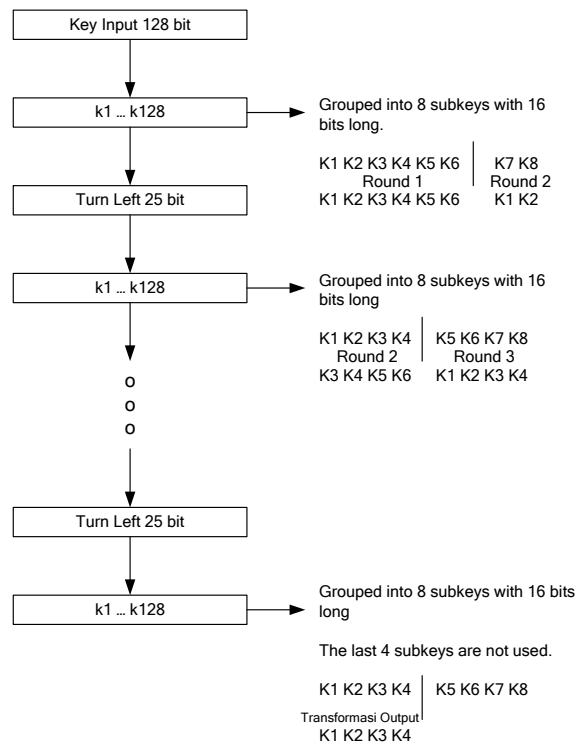 Key Input 128 bit
k1 ... k128
Grouped into 8 subkeys with 16
bits long.
K1 K2 K3 K4 K5 K6 K7 K8
Round 1 Round 2
K1 K2 K3 K4 K5 K6 K1 K2
Turn Left 25 bit
k1 ... k128
Grouped into 8 subkeys with 16
bits long
K1 K2 K3 K4 K5 K6 K7 K8
Round 2 Round 3
K3 K4 K5 K6 K1 K2 K3 K4
o
o
o
Turn Left 25 bit
k1 ... k128
Grouped into 8 subkeys with 16 bits
long
The last 4 subkeys are not used.
K1 K2 K3 K4 K5 K6 K7 K8
Transformasi Output
K1 K2 K3 K4